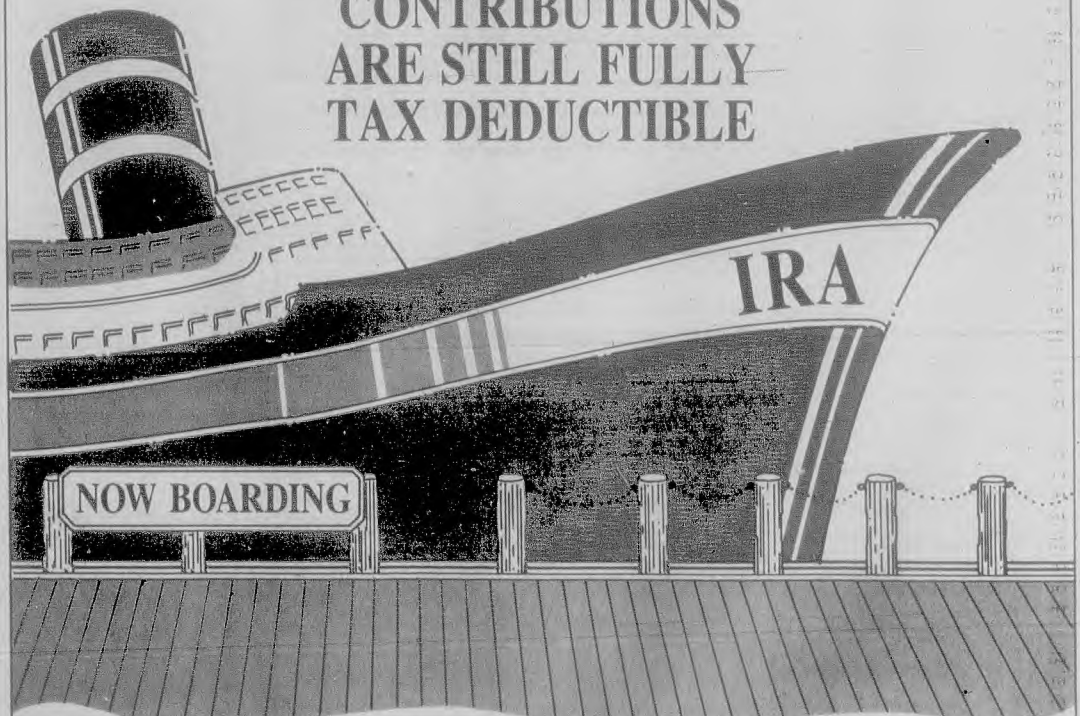 CONTRIBUTIONS
ARE STILL FULLY
TAX DEDUCTIBLE
IRA
NOW BOARDING